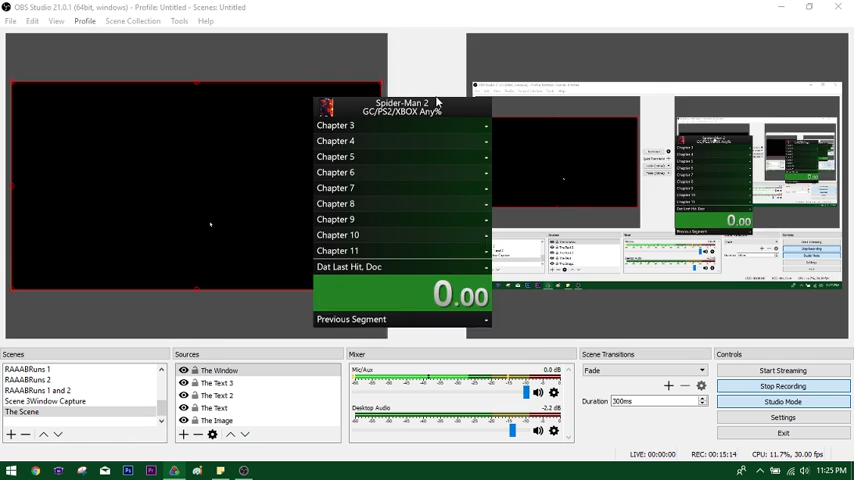 OBS Studio 21.0.1 (64bit, windows) - Profile: Untitled - Scenes: Untitled
File Edit View Profile Scene Collection Tools Help
Spider-Man 2
GC/PS2/XBOX Any%
Chapter 3 -
Chapter 4 -
Chapter 5 -
Chapter 6 -
Chapter 7 -
Chapter 8 -
Chapter 9 -
Chapter 10 -
Chapter 11 -
Dat Last Hit, Doc -
0.00
Previous Segment -
Scenes
RAAABRuns 1
RAAABRuns 2
RAAABRuns 1 and 2
Scene 3Window Capture
The Scene
Sources
The Window
The Text 3
The Text 2
The Text
The Image
Mixer
Mic/Aux 0.0 dB
Desktop Audio -2.2 dB
Scene Transitions
Fade
Duration 300ms
Controls
Start Streaming
Stop Recording
Studio Mode
Settings
Exit
LIVE: 00:00:00 REC: 00:15:14 CPU: 11.7%, 30.00 fps
11:25 PM